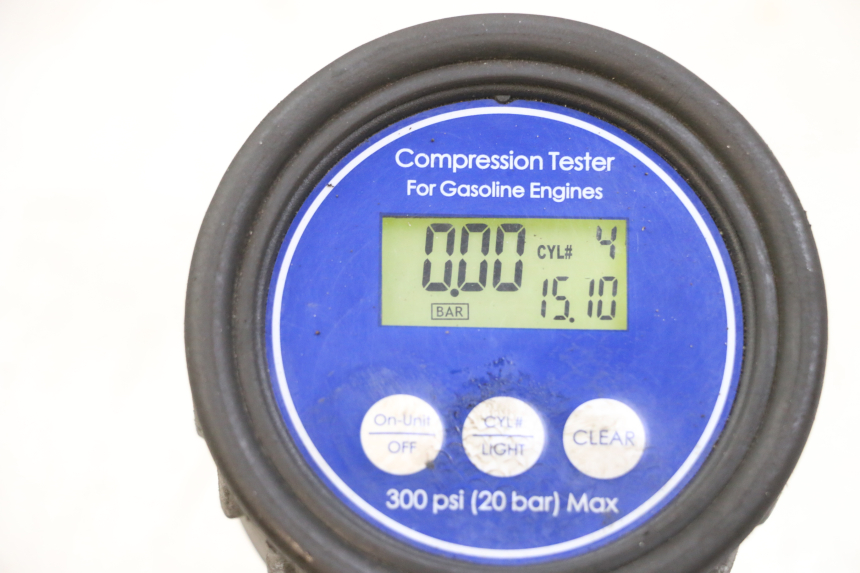 Compression Tester
For Gasoline Engines
0.00 CYL# 4
BAR 15.10
On-Unit CYL# CLEAR
OFF LIGHT
300 psi (20 bar) Max